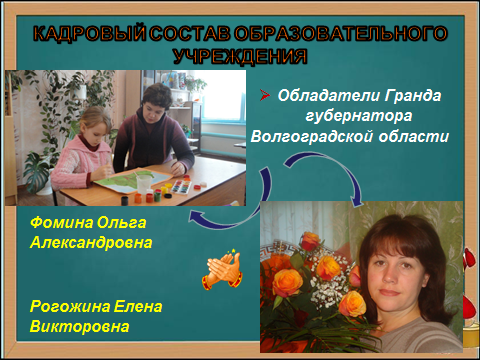 КАДРОВЫЙ СОСТАВ ОБРАЗОВАТЕЛЬНОГО
УЧРЕЖДЕНИЯ
Обладатели Гранда
губернатора
Волгоградской области
Фомина Ольга
Александровна
Рогожина Елена
Викторовна